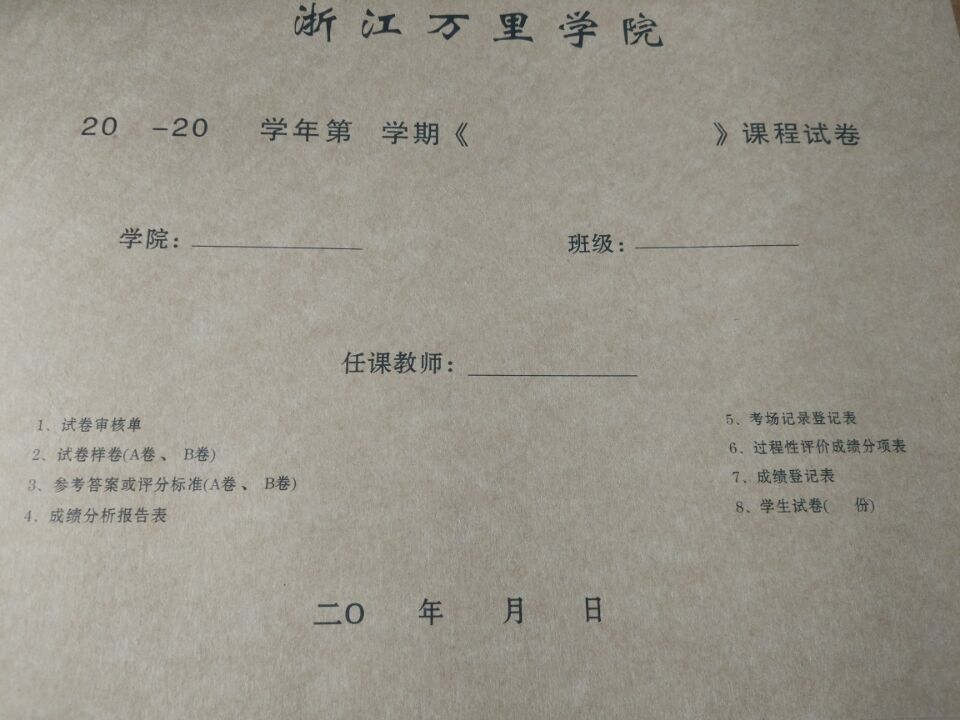 浙江万里学院
20 -20 学年第 学期《 》课程试卷
学院： 班级：
任课教师：
1、试卷审核单
2、试卷样卷(A卷、 B卷)
3、参考答案或评分标准(A卷、 B卷)
4、成绩分析报告表
5、考场记录登记表
6、过程性评价成绩分项表
7、成绩登记表
8、学生试卷( 份)
二O 年 月 日